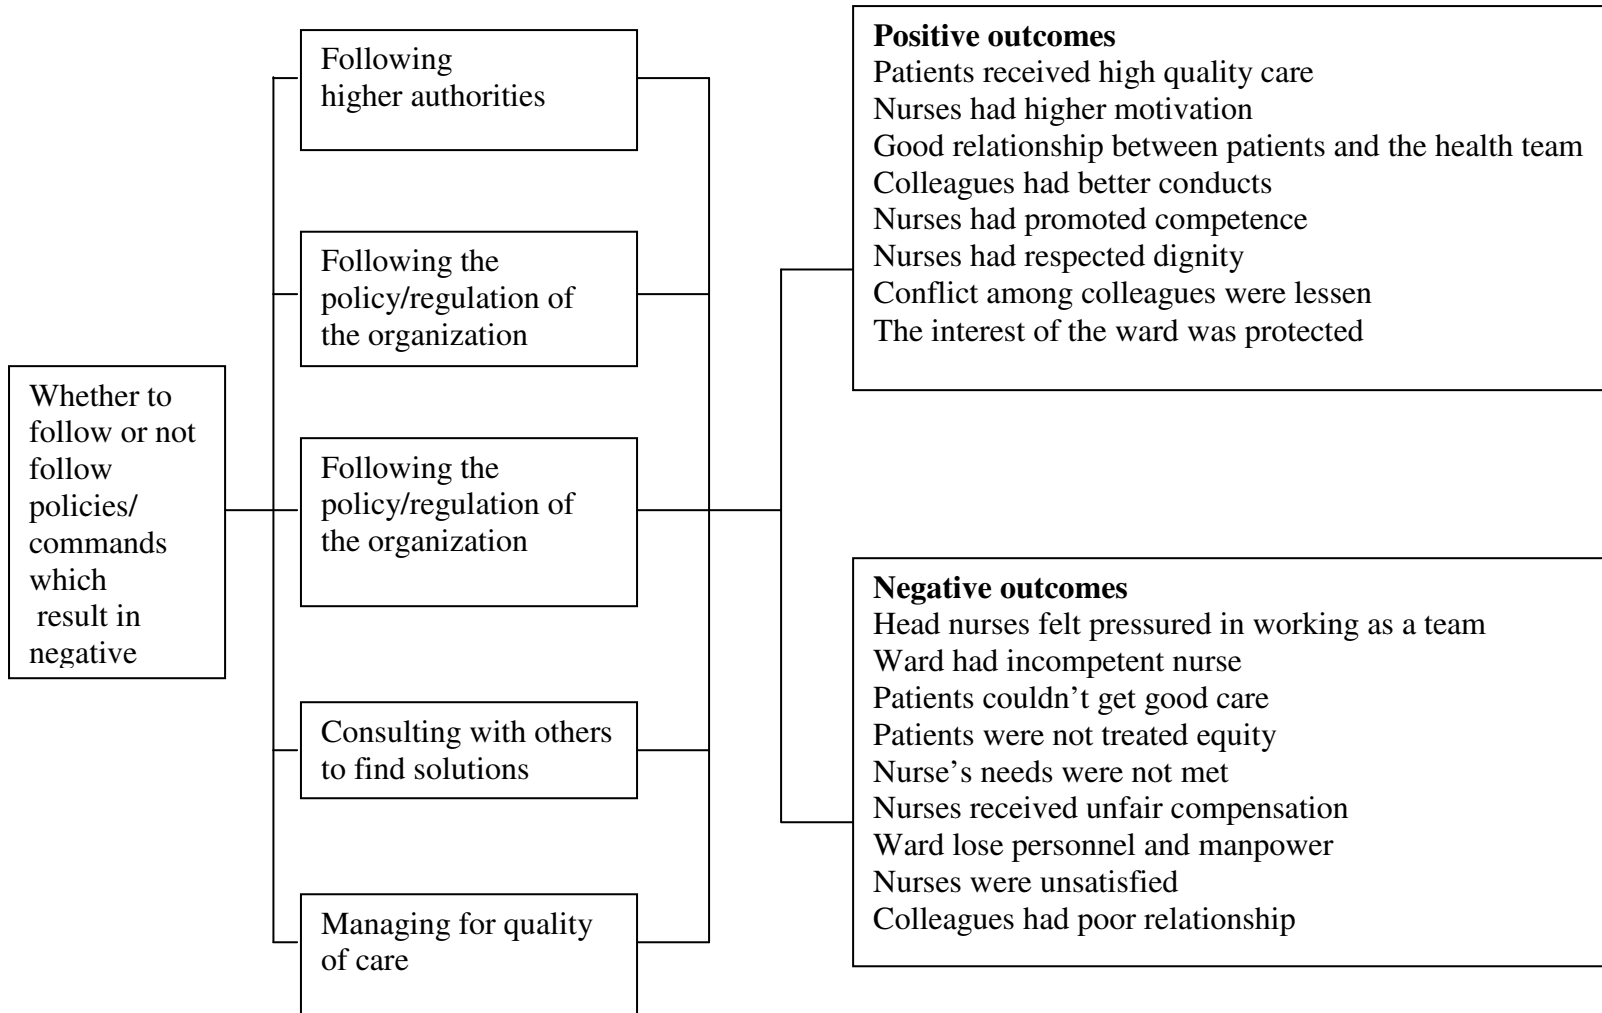 Whether to
follow or not
follow
policies/
commands
which
result in
negative
Following
higher authorities
Following the
policy/regulation of
the organization
Following the
policy/regulation of
the organization
Consulting with others
to find solutions
Managing for quality
of care
Positive outcomes
Patients received high quality care
Nurses had higher motivation
Good relationship between patients and the health team
Colleagues had better conducts
Nurses had promoted competence
Nurses had respected dignity
Conflict among colleagues were lessen
The interest of the ward was protected
Negative outcomes
Head nurses felt pressured in working as a team
Ward had incompetent nurse
Patients couldn’t get good care
Patients were not treated equity
Nurse’s needs were not met
Nurses received unfair compensation
Ward lose personnel and manpower
Nurses were unsatisfied
Colleagues had poor relationship